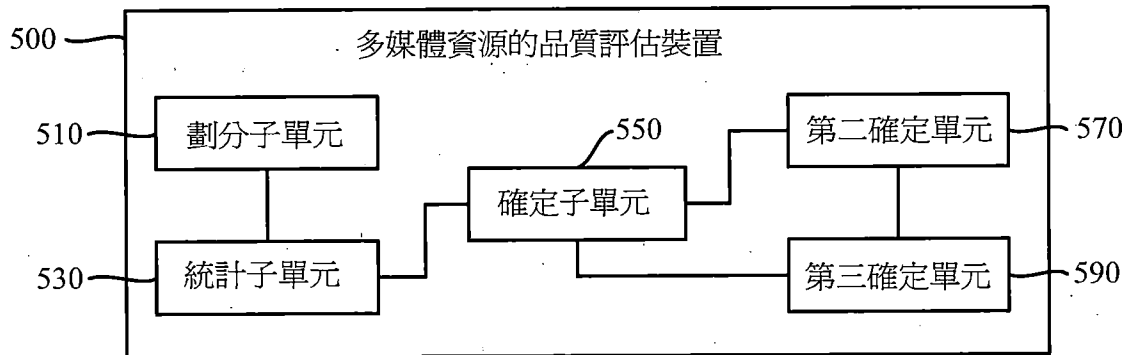 500
多媒體資源的品質評估裝置
510
劃分子單元
550
第二確定單元
570
確定子單元
530
統計子單元
第三確定單元
590